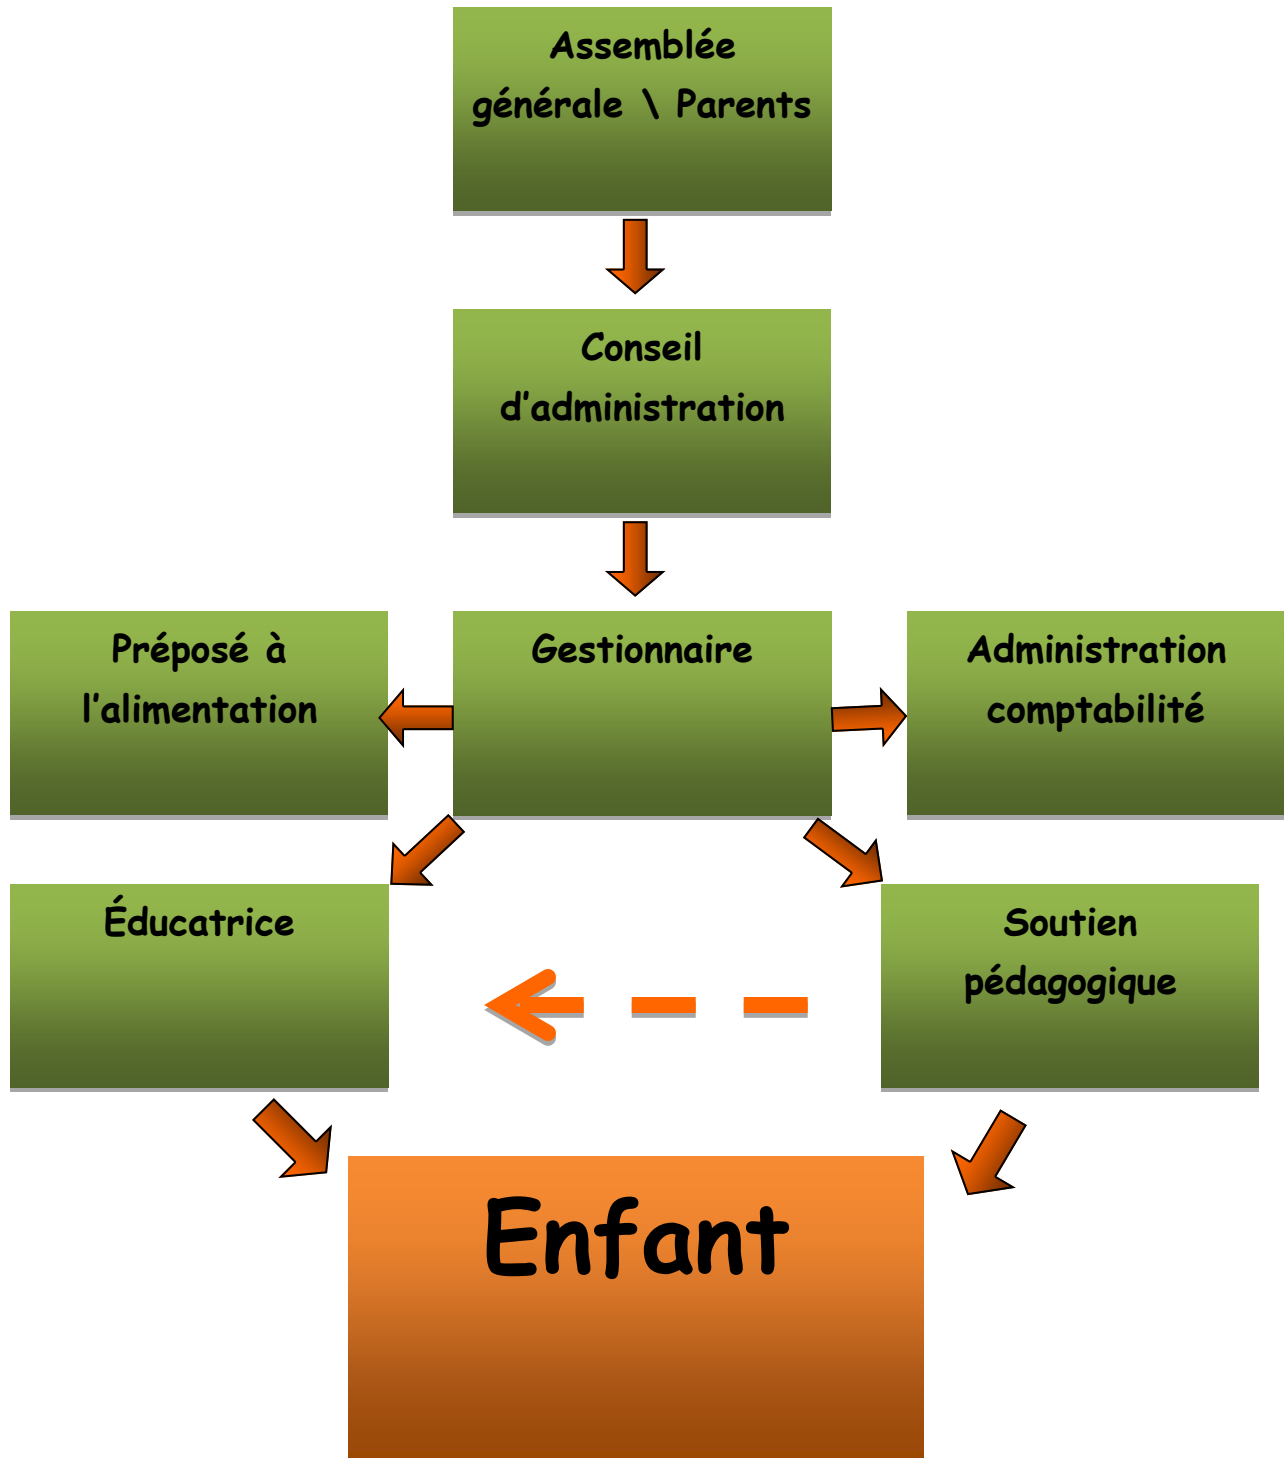 Assemblée
générale \ Parents
Conseil
d'administration
Préposé à
l'alimentation
Gestionnaire
Administration
comptabilité
Éducatrice
Soutien
pédagogique
Enfant